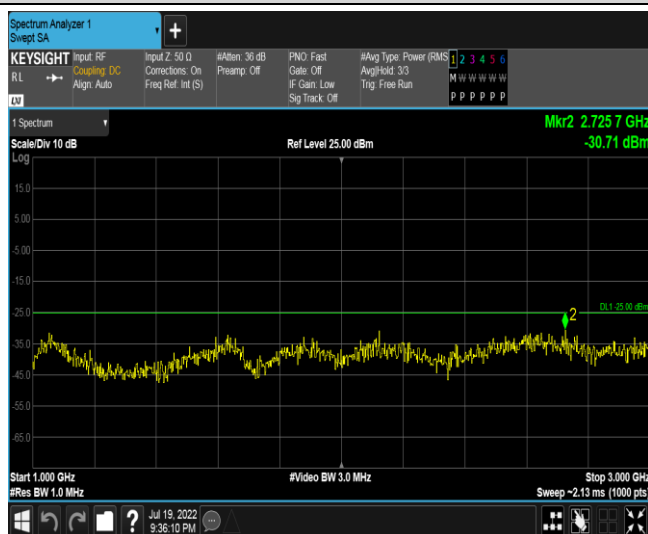 Spectrum Analyzer 1
Swept SA
+
KEYSIGHT
RL
LXI
Input: RF
Coupling: DC
Align: Auto
Input Z: 50 Ω
Corrections: On
Freq Ref: Int (S)
#Atten: 36 dB
Preamp: Off
PNO: Fast
Gate: Off
IF Gain: Low
Sig Track: Off
#Avg Type: Power (RMS
Avg|Hold: 3/3
Trig: Free Run
1 2 3 4 5 6
M W W W W W
P P P P P P
1 Spectrum
Scale/Div 10 dB
Ref Level 25.00 dBm
Mkr2 2.725 7 GHz
-30.71 dBm
Log
15.0
5.00
-5.00
-15.0
-25.0
-35.0
-45.0
-55.0
-65.0
DL1 -25.00 dBm
2
Start 1.000 GHz
#Res BW 1.0 MHz
#Video BW 3.0 MHz
Stop 3.000 GHz
Sweep ~2.13 ms (1000 pts)
?
Jul 19, 2022
9:36:10 PM